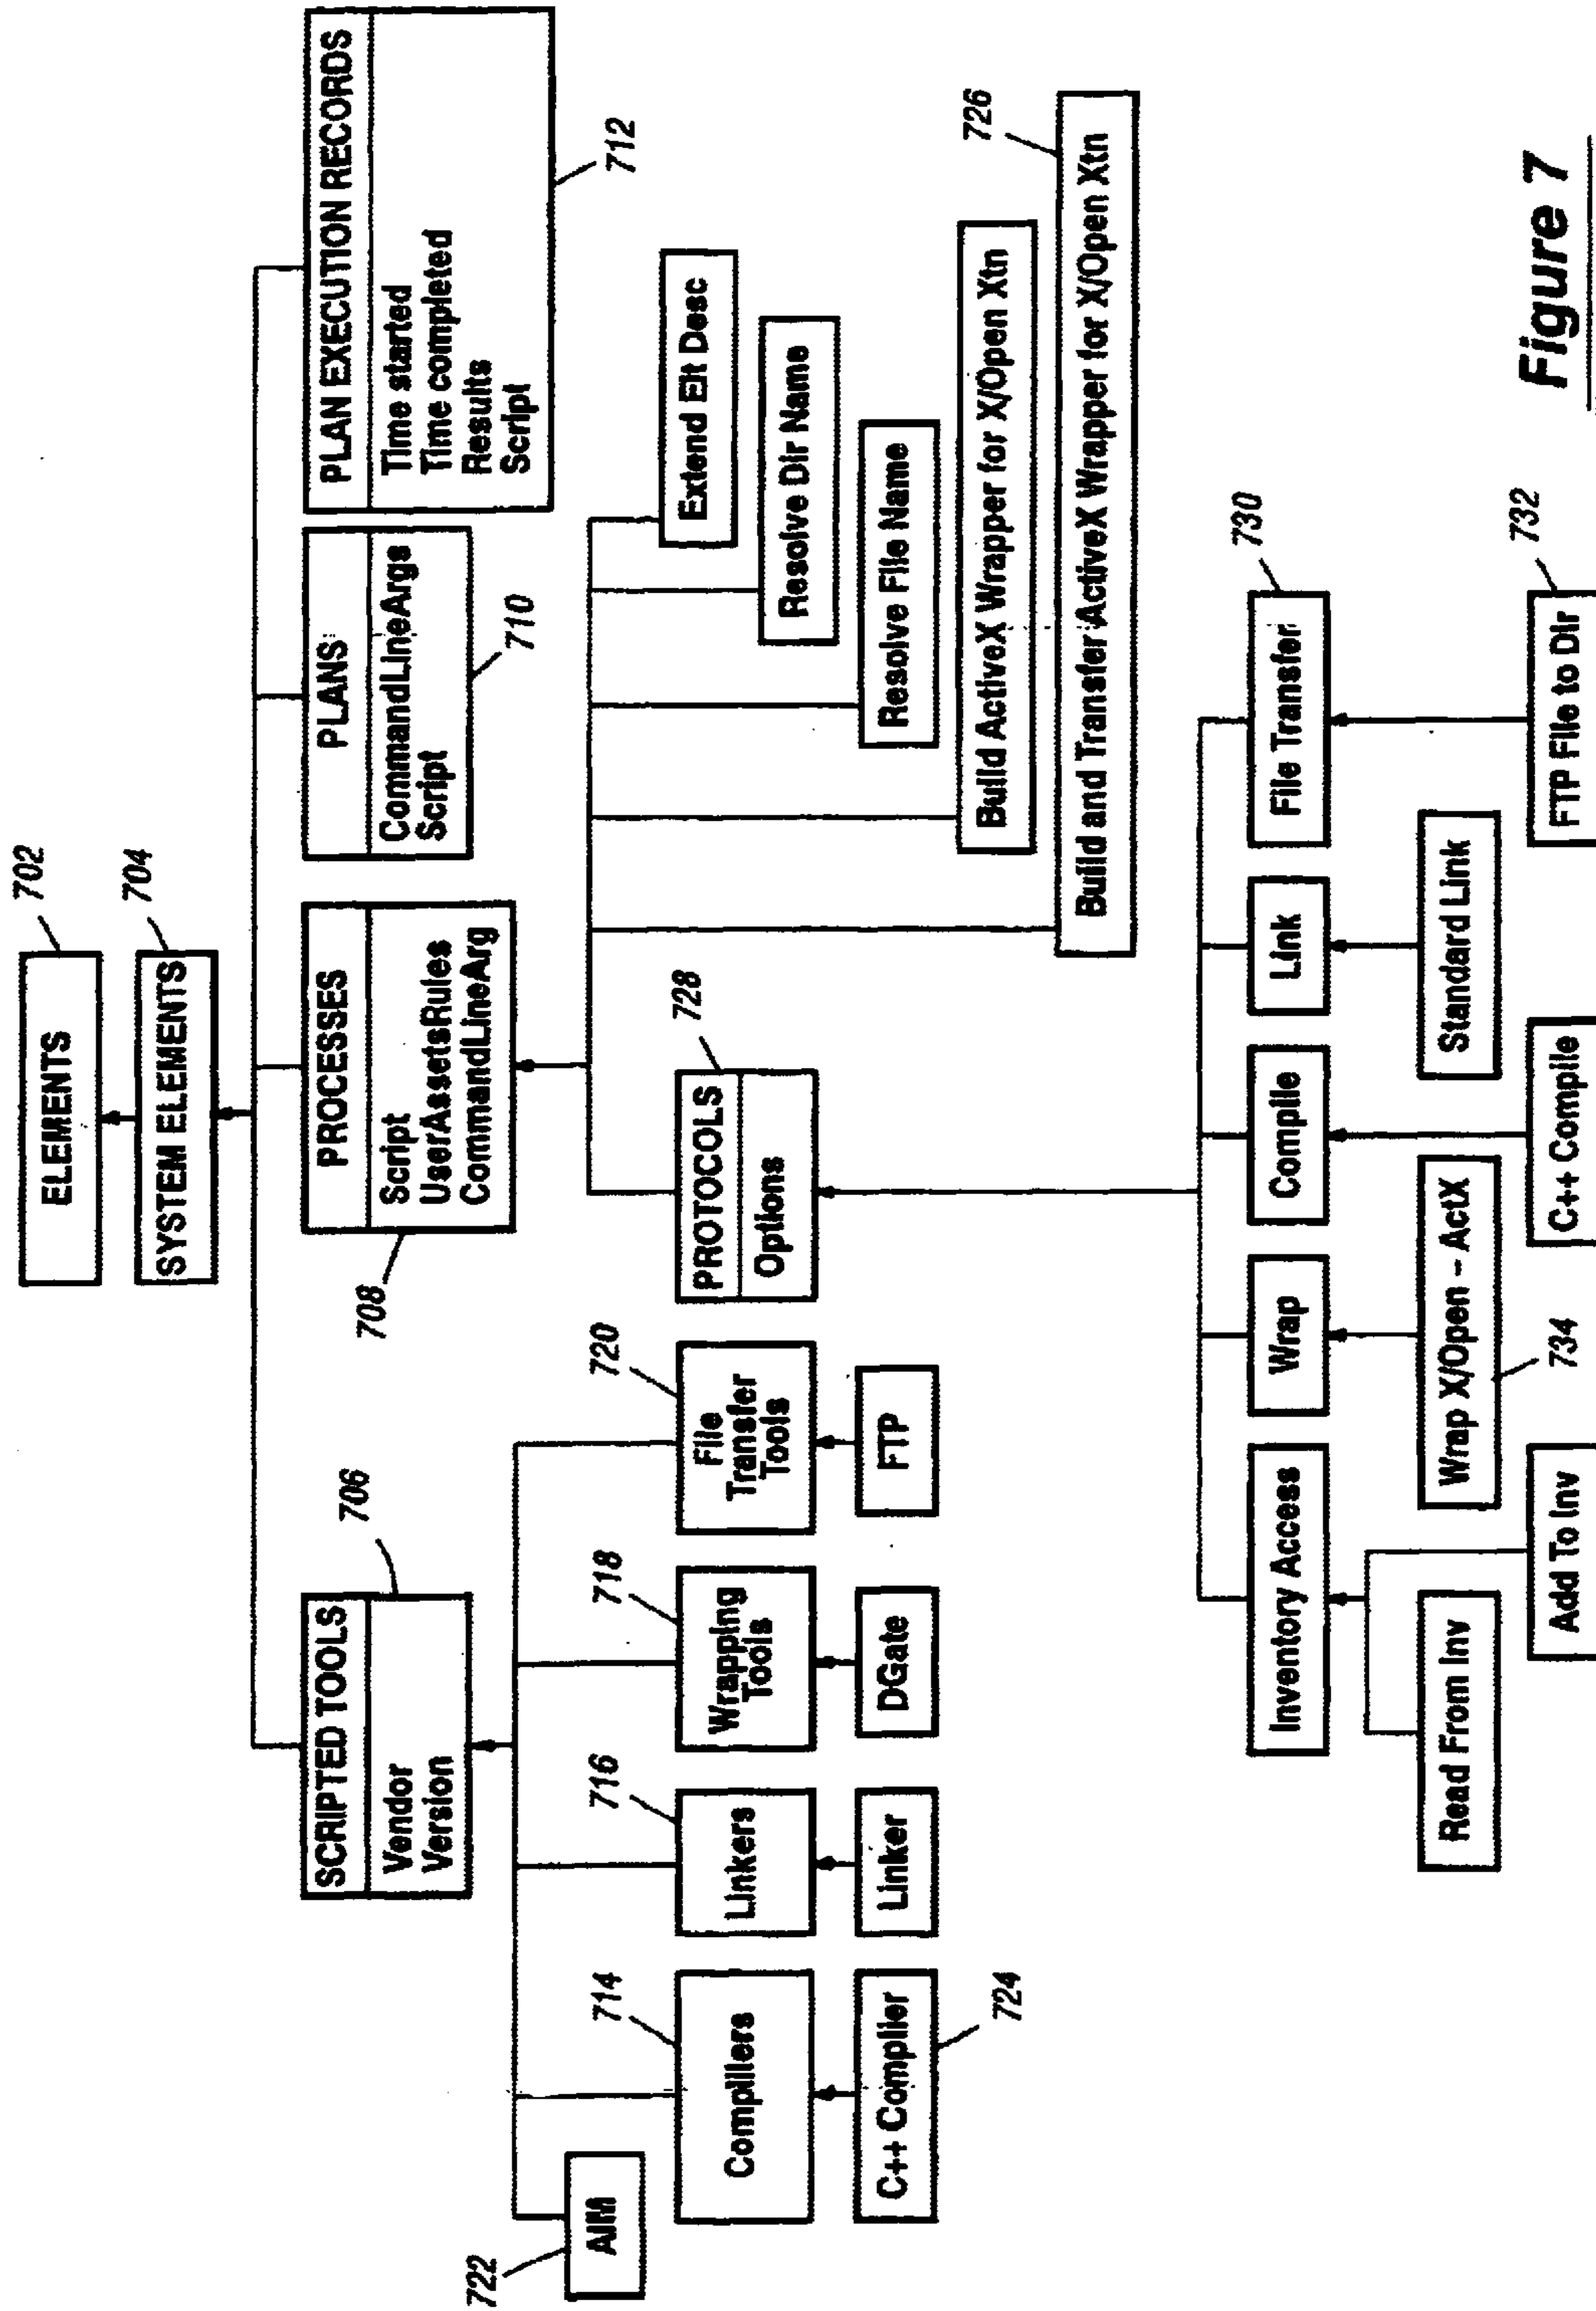 702
ELEMENTS
704
SYSTEM ELEMENTS
706
SCRIPTED TOOLS
Vendor
Version
708
PROCESSES
Script
UserAssetsRules
CommandLineArg
PLANS
CommandLineArgs
Script
710
PLAN EXECUTION RECORDS
Time started
Time completed
Results
Script
712
722
AIM
714
Compilers
716
Linkers
718
Wrapping
Tools
720
File
Transfer
Tools
C++ Complier
724
Linker
DGate
FTP
728
PROTOCOLS
Options
Extend Elt Desc
Resolve Dir Name
Resolve File Name
Build ActiveX Wrapper for X/Open Xtn
726
Build and Transfer ActiveX Wrapper for X/Open Xtn
Inventory Access
Wrap
Compile
Link
File Transfer
730
Read From Inv
Wrap X/Open – ActX
734
Standard Link
Add To Inv
C++ Compile
FTP File to Dir
732
Figure 7